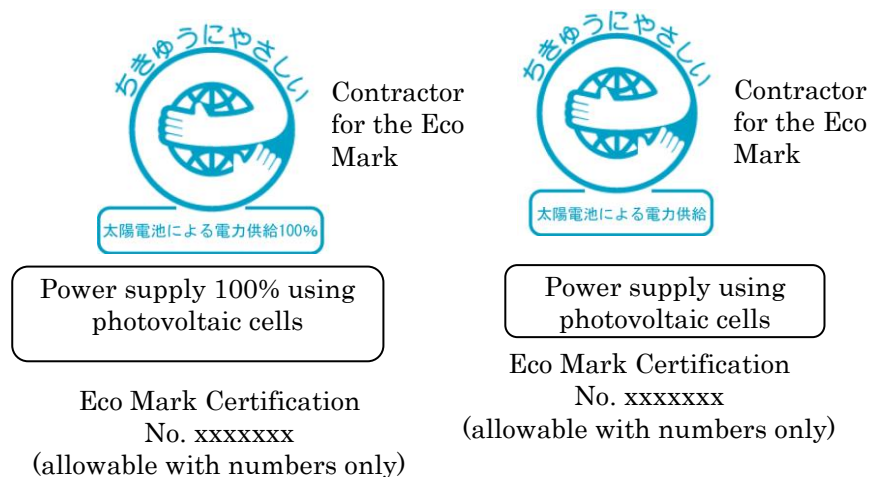 ちきゅうにやさしい
Contractor
for the Eco
Mark
太陽電池による電力供給100%
Power supply 100% using
photovoltaic cells
Eco Mark Certification
No. xxxxxxx
(allowable with numbers only)
ちきゅうにやさしい
Contractor
for the Eco
Mark
太陽電池による電力供給
Power supply using
photovoltaic cells
Eco Mark Certification
No. xxxxxxx
(allowable with numbers only)